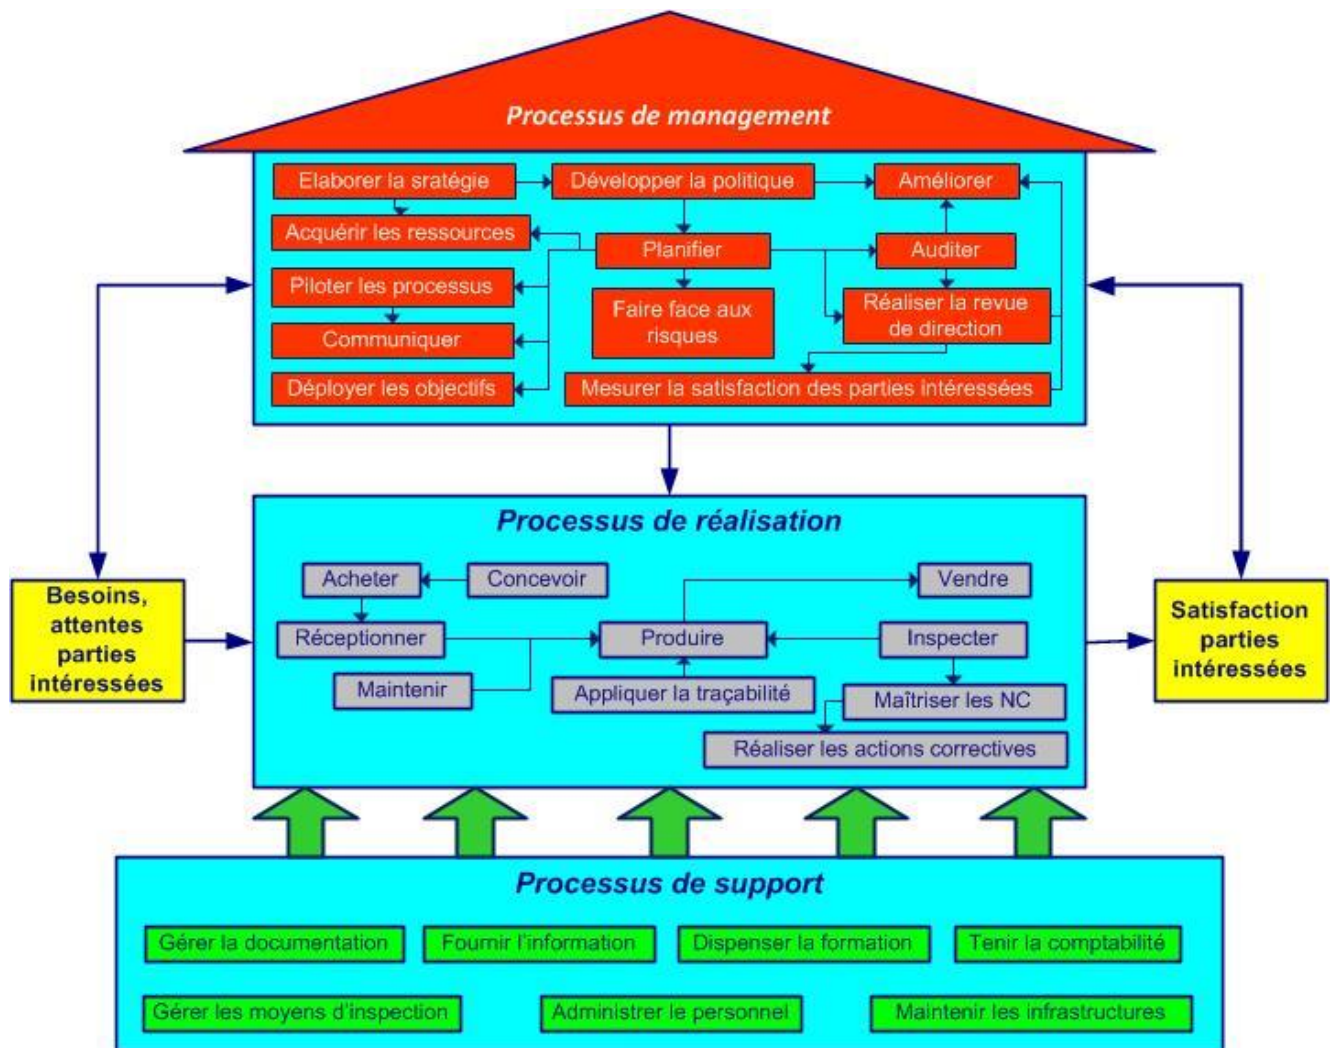 Processus de management
Elaborer la sratégie
Développer la politique
Améliorer
Acquérir les ressources
Planifier
Auditer
Piloter les processus
Faire face aux
risques
Réaliser la revue
de direction
Communiquer
Déployer les objectifs
Mesurer la satisfaction des parties intéressées
Processus de réalisation
Besoins,
attentes
parties
intéressées
Acheter
Concevoir
Vendre
Réceptionner
Produire
Inspecter
Maintenir
Appliquer la traçabilité
Maîtriser les NC
Réaliser les actions correctives
Satisfaction
parties
intéressées
Processus de support
Gérer la documentation
Fournir l'information
Dispenser la formation
Tenir la comptabilité
Gérer les moyens d'inspection
Administrer le personnel
Maintenir les infrastructures